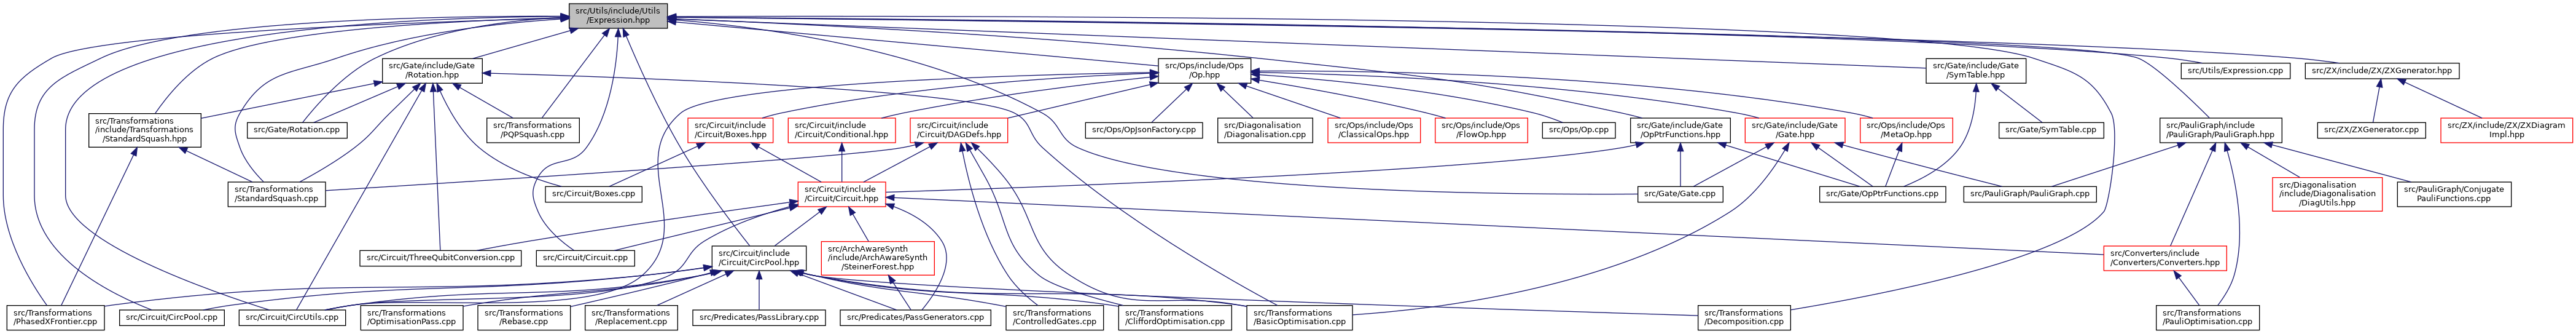 src/Utils/include/Utils
/Expression.hpp
src/Gate/include/Gate
/Rotation.hpp
src/Ops/include/Ops
/Op.hpp
src/Gate/include/Gate
/SymTable.hpp
src/Utils/Expression.cpp
src/ZX/include/ZX/ZXGenerator.hpp
src/Transformations
/include/Transformations
/StandardSquash.hpp
src/Gate/Rotation.cpp
src/Transformations
/PQPSquash.cpp
src/Circuit/include
/Circuit/Boxes.hpp
src/Circuit/include
/Circuit/Conditional.hpp
src/Circuit/include
/Circuit/DAGDefs.hpp
src/Ops/OpJsonFactory.cpp
src/Diagonalisation
/Diagonalisation.cpp
src/Ops/include/Ops
/ClassicalOps.hpp
src/Ops/include/Ops
/FlowOp.hpp
src/Ops/Op.cpp
src/Gate/include/Gate
/OpPtrFunctions.hpp
src/Gate/include/Gate
/Gate.hpp
src/Ops/include/Ops
/MetaOp.hpp
src/Gate/SymTable.cpp
src/PauliGraph/include
/PauliGraph/PauliGraph.hpp
src/ZX/ZXGenerator.cpp
src/ZX/include/ZX/ZXDiagram
Impl.hpp
src/Transformations
/StandardSquash.cpp
src/Circuit/Boxes.cpp
src/Circuit/include
/Circuit/Circuit.hpp
src/Gate/Gate.cpp
src/Gate/OpPtrFunctions.cpp
src/PauliGraph/PauliGraph.cpp
src/Diagonalisation
/include/Diagonalisation
/DiagUtils.hpp
src/PauliGraph/Conjugate
PauliFunctions.cpp
src/Circuit/ThreeQubitConversion.cpp
src/Circuit/Circuit.cpp
src/Circuit/include
/Circuit/CircPool.hpp
src/ArchAwareSynth
/include/ArchAwareSynth
/SteinerForest.hpp
src/Converters/include
/Converters/Converters.hpp
src/Transformations
/PhasedXFrontier.cpp
src/Circuit/CircPool.cpp
src/Circuit/CircUtils.cpp
src/Transformations
/OptimisationPass.cpp
src/Transformations
/Rebase.cpp
src/Transformations
/Replacement.cpp
src/Predicates/PassLibrary.cpp
src/Predicates/PassGenerators.cpp
src/Transformations
/ControlledGates.cpp
src/Transformations
/CliffordOptimisation.cpp
src/Transformations
/BasicOptimisation.cpp
src/Transformations
/Decomposition.cpp
src/Transformations
/PauliOptimisation.cpp